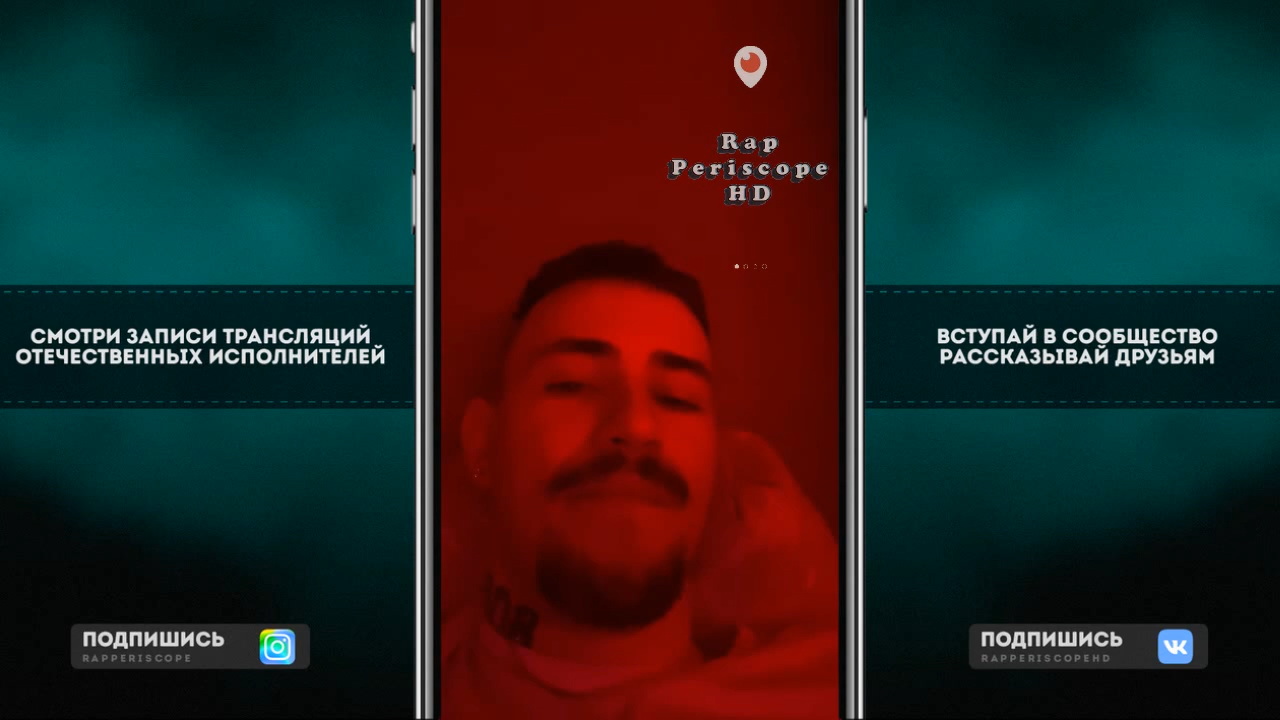 Rap
Periscope
HD
СМОТРИ ЗАПИСИ ТРАНСЛЯЦИЙ
ОТЕЧЕСТВЕННЫХ ИСПОЛНИТЕЛЕЙ
ВСТУПАЙ В СООБЩЕСТВО
РАССКАЗЫВАЙ ДРУЗЬЯМ
ПОДПИШИСЬ
RAPPERISCOPE
ПОДПИШИСЬ
RAPPERISCOPEHD